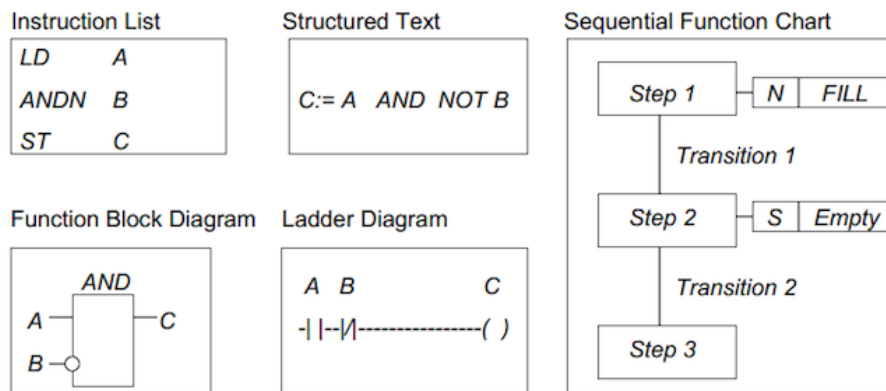 Instruction List
LD A
ANDN B
ST C
Structured Text
C:= A AND NOT B
Sequential Function Chart
Step 1 N FILL
Transition 1
Step 2 S Empty
Transition 2
Step 3
Function Block Diagram
AND
A C
B
Ladder Diagram
A B C
-| |--|/|----------------( )